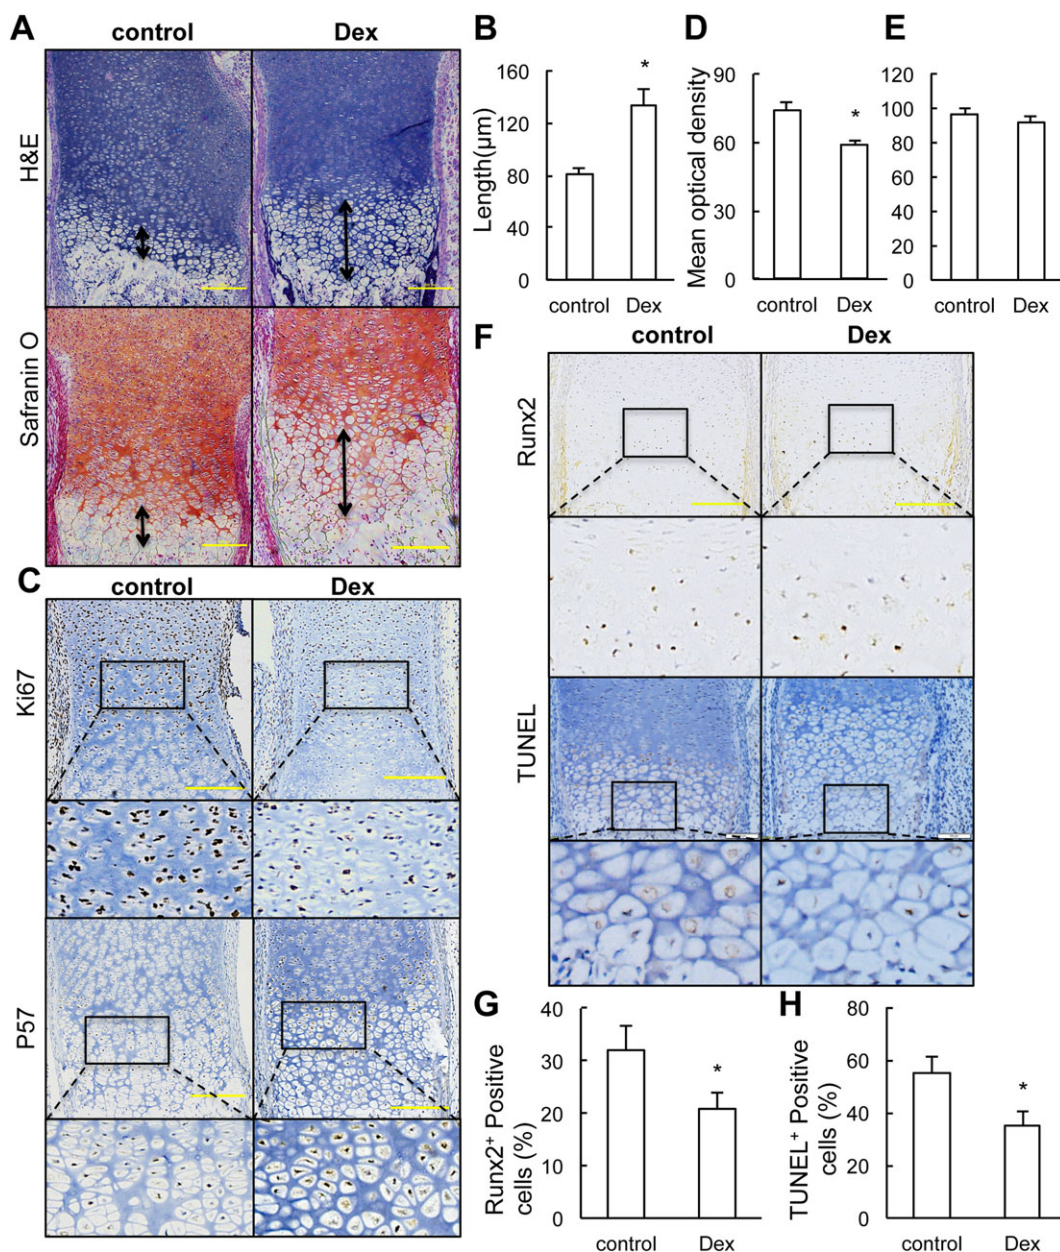 A
control
Dex
H&E
Safranin O
B
Length(µm)
160
120
80
40
0
*
control
Dex
D
Mean optical density
90
60
30
0
*
control
Dex
E
120
100
80
60
40
20
0
control
Dex
C
control
Dex
Ki67
P57
F
control
Dex
Runx2
TUNEL
G
Runx2+ Positive
cells (%)
40
30
20
10
0
*
control
Dex
H
TUNEL+ Positive
cells (%)
80
60
40
20
0
*
control
Dex